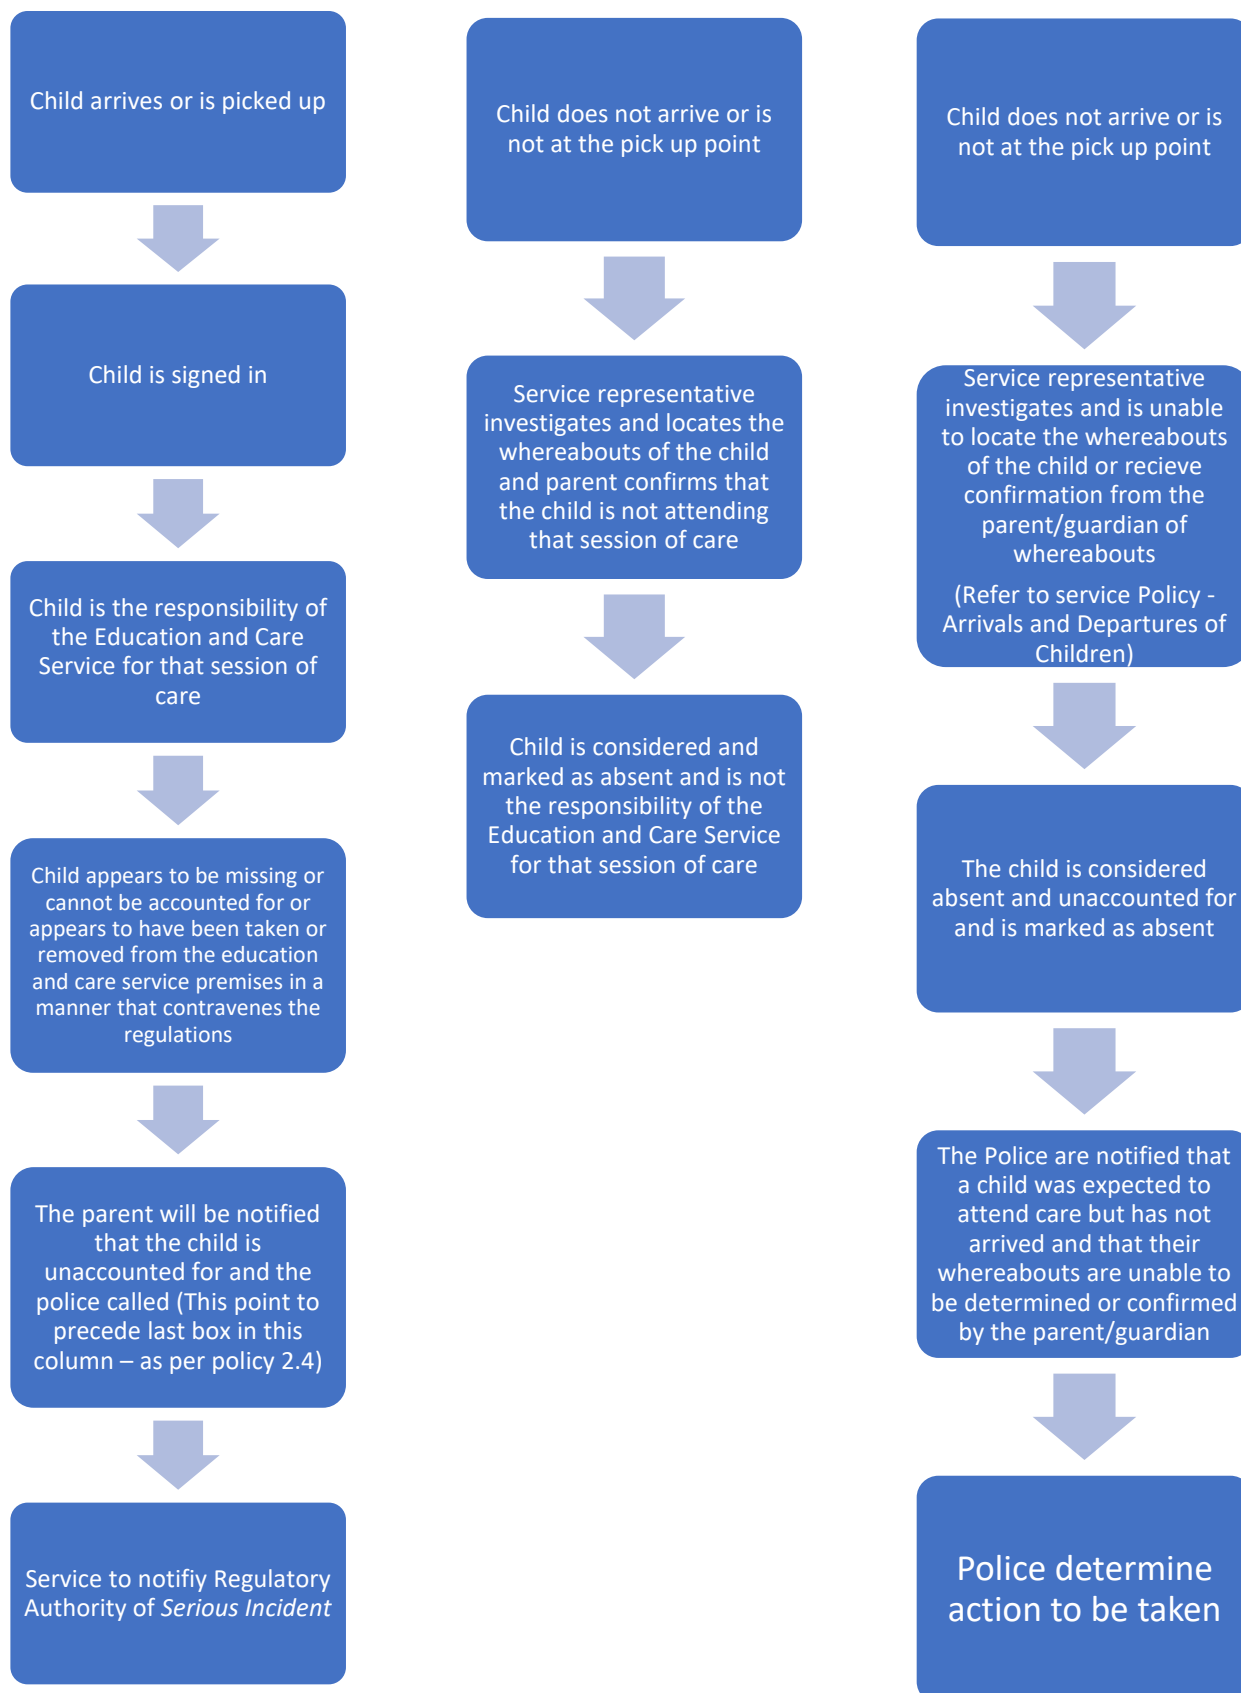 Child arrives or is picked up
Child is signed in
Child is the responsibility of
the Education and Care
Service for that session of
care
Child appears to be missing or
cannot be accounted for or
appears to have been taken or
removed from the education
and care service premises in a
manner that contravenes the
regulations
The parent will be notified
that the child is
unaccounted for and the
police called (This point to
precede last box in this
column – as per policy 2.4)
Service to notifiy Regulatory
Authority of Serious Incident
Child does not arrive or is
not at the pick up point
Service representative
investigates and locates the
whereabouts of the child
and parent confirms that
the child is not attending
that session of care
Child is considered and
marked as absent and is not
the responsibility of the
Education and Care Service
for that session of care
Child does not arrive or is
not at the pick up point
Service representative
investigates and is unable
to locate the whereabouts
of the child or recieve
confirmation from the
parent/guardian of
whereabouts
(Refer to service Policy -
Arrivals and Departures of
Children)
The child is considered
absent and unaccounted for
and is marked as absent
The Police are notified that
a child was expected to
attend care but has not
arrived and that their
whereabouts are unable to
be determined or confirmed
by the parent/guardian
Police determine
action to be taken